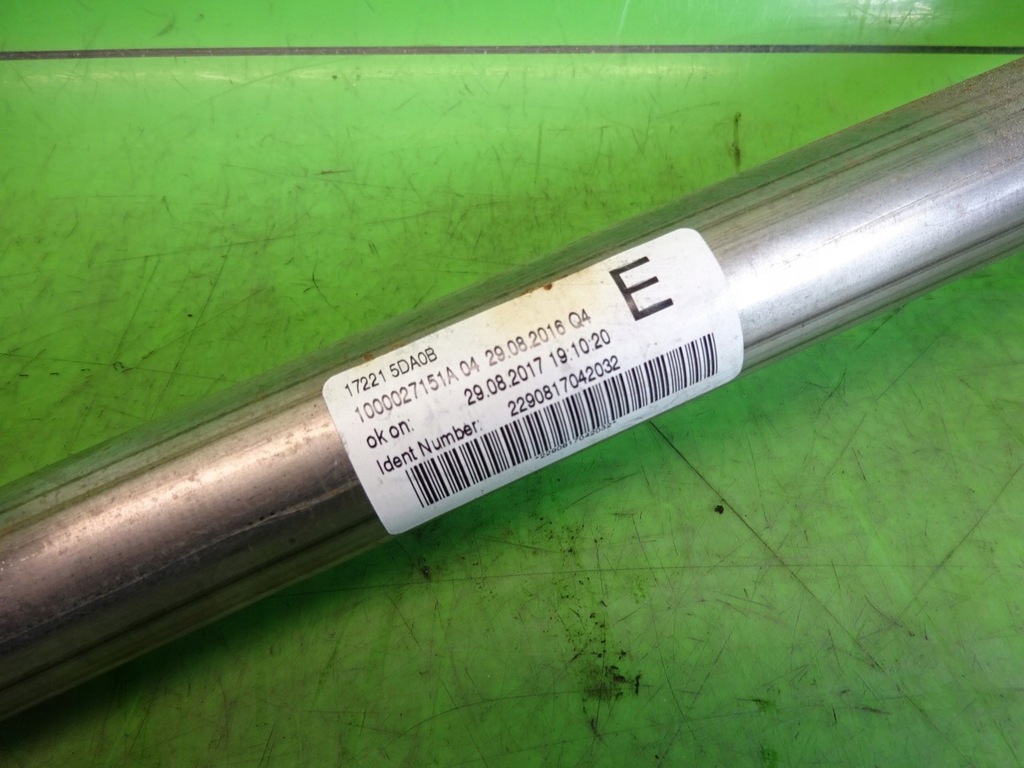 E
17221 5DA0B
1000027151A 04 29.08.2016 Q4
ok on: 29.08.2017 19:10:20
Ident Number: 2290817042032
2290817042032